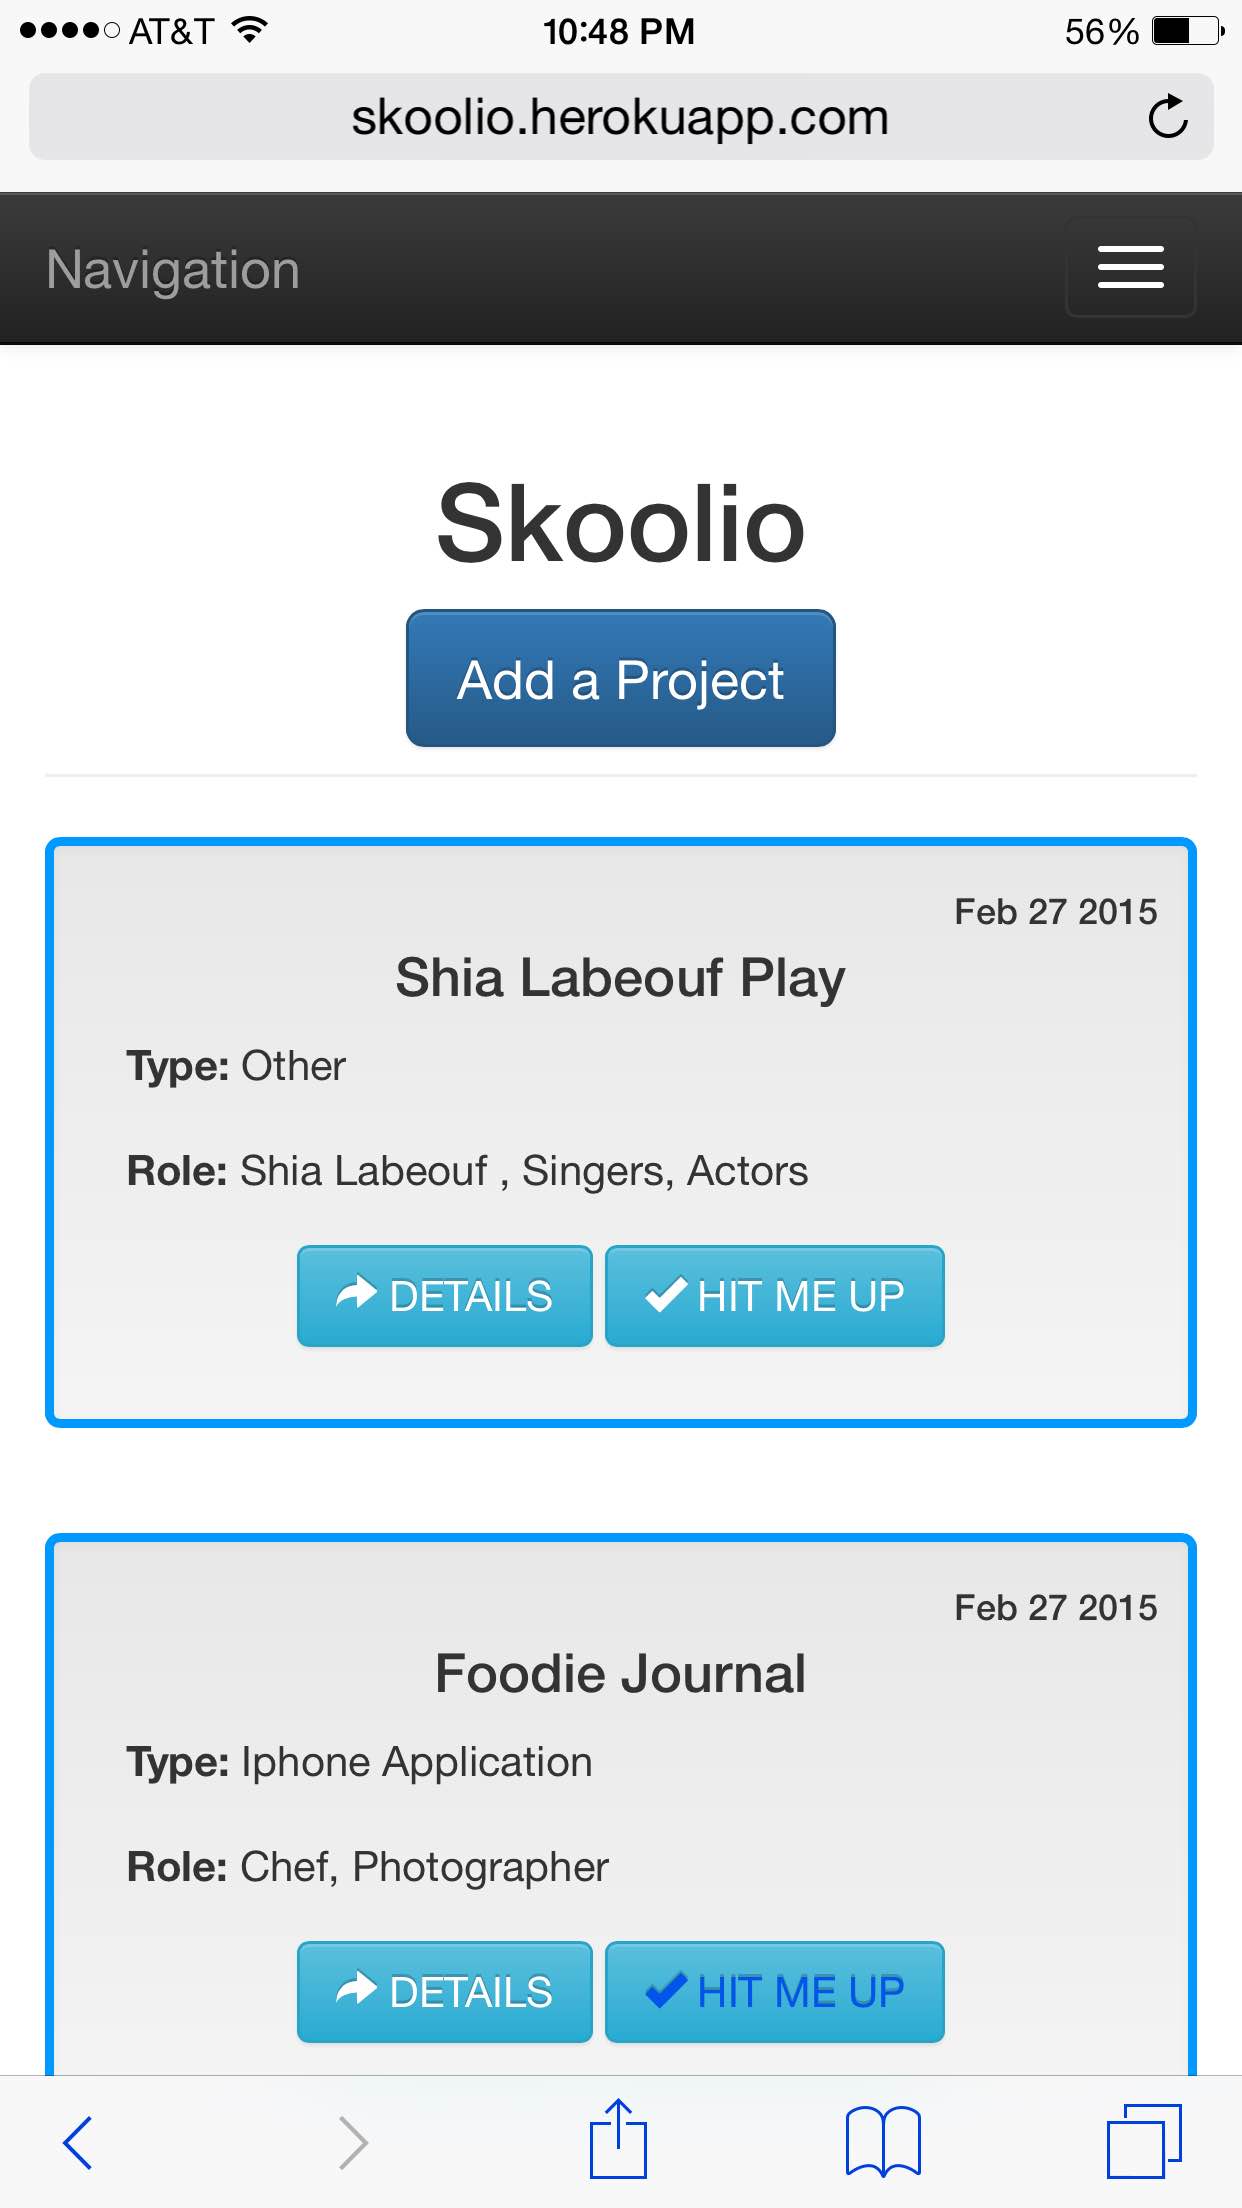 AT&T 10:48 PM 56%
skoolio.herokuapp.com
Navigation
Skoolio
Add a Project
Feb 27 2015
Shia Labeouf Play
Type: Other
Role: Shia Labeouf , Singers, Actors
DETAILS HIT ME UP
Feb 27 2015
Foodie Journal
Type: Iphone Application
Role: Chef, Photographer
DETAILS HIT ME UP